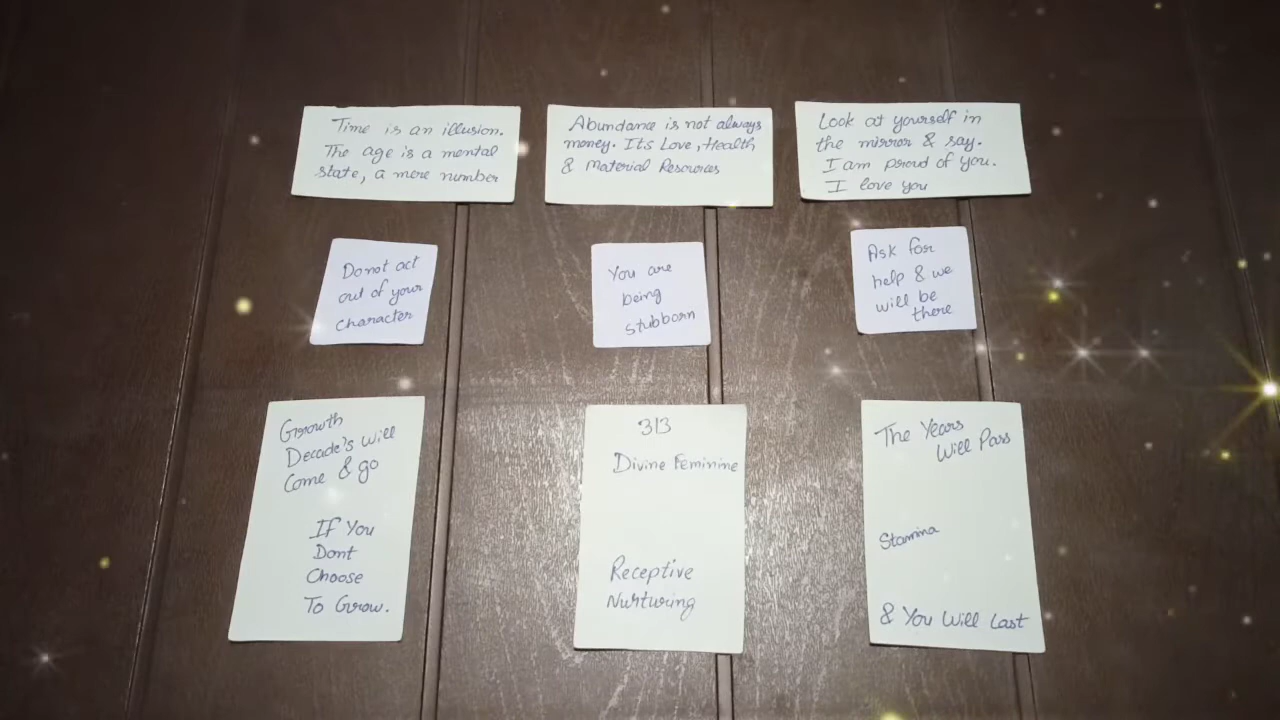 Time is an illusion.
The age is a mental
state, a mere number
Abundance is not always
money. Its Love, Health
& Material Resources
Look at yourself in
the mirror & say.
I am proud of you.
I love you
Do not act
out of your
character
You are
being
stubborn
Ask for
help & we
will be
there
Growth
Decade's will
Come & go
If You
Dont
Choose
To Grow.
313
Divine Feminine
Receptive
Nurturing
The Years
Will Pass
Stamina
& You Will Last